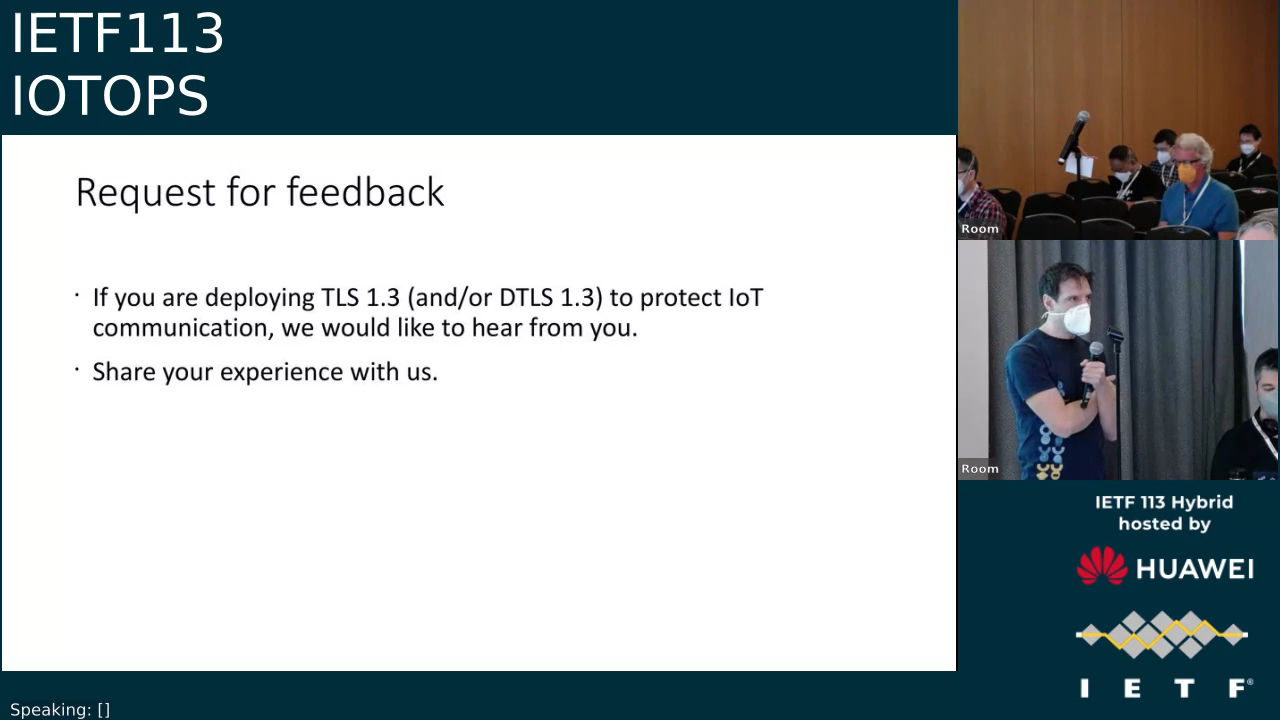 IETF113
IOTOPS
Request for feedback
· If you are deploying TLS 1.3 (and/or DTLS 1.3) to protect IoT
communication, we would like to hear from you.
· Share your experience with us.
Room
Room
IETF 113 Hybrid
hosted by
HUAWEI
I E T F®
Speaking: []